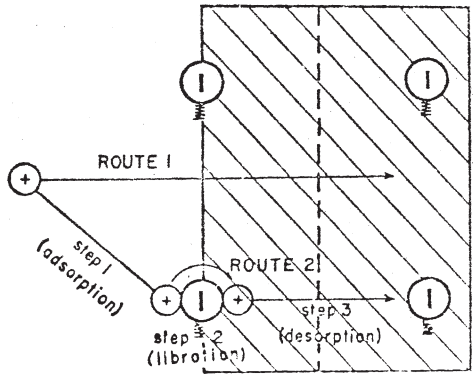 ROUTE 1
+
step 1
(adsorption)
ROUTE 2
+
+
step 3
(desorption)
step 2
(libration)